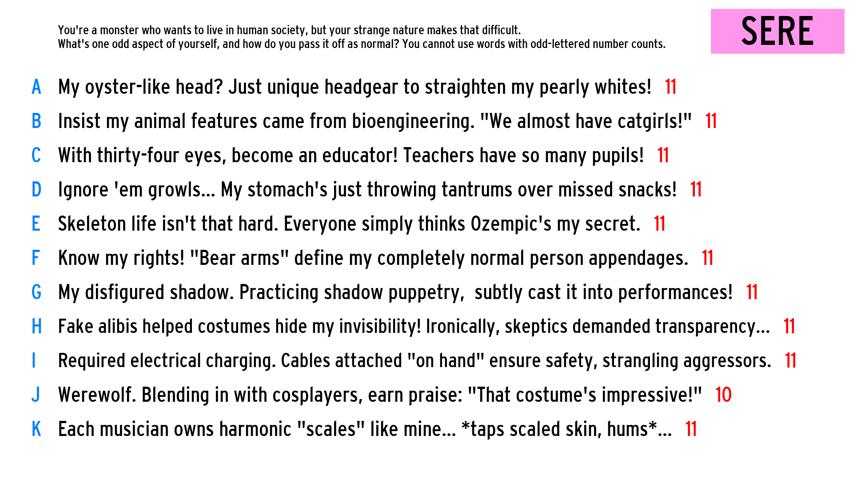 You're a monster who wants to live in human society, but your strange nature makes that difficult.
What's one odd aspect of yourself, and how do you pass it off as normal? You cannot use words with odd-lettered number counts.
SERE
A My oyster-like head? Just unique headgear to straighten my pearly whites! 11
B Insist my animal features came from bioengineering. "We almost have catgirls!" 11
C With thirty-four eyes, become an educator! Teachers have so many pupils! 11
D Ignore 'em growls... My stomach's just throwing tantrums over missed snacks! 11
E Skeleton life isn't that hard. Everyone simply thinks Ozempic's my secret. 11
F Know my rights! "Bear arms" define my completely normal person appendages. 11
G My disfigured shadow. Practicing shadow puppetry, subtly cast it into performances! 11
H Fake alibis helped costumes hide my invisibility! Ironically, skeptics demanded transparency... 11
I Required electrical charging. Cables attached "on hand" ensure safety, strangling aggressors. 11
J Werewolf. Blending in with cosplayers, earn praise: "That costume's impressive!" 10
K Each musician owns harmonic "scales" like mine... *taps scaled skin, hums*... 11